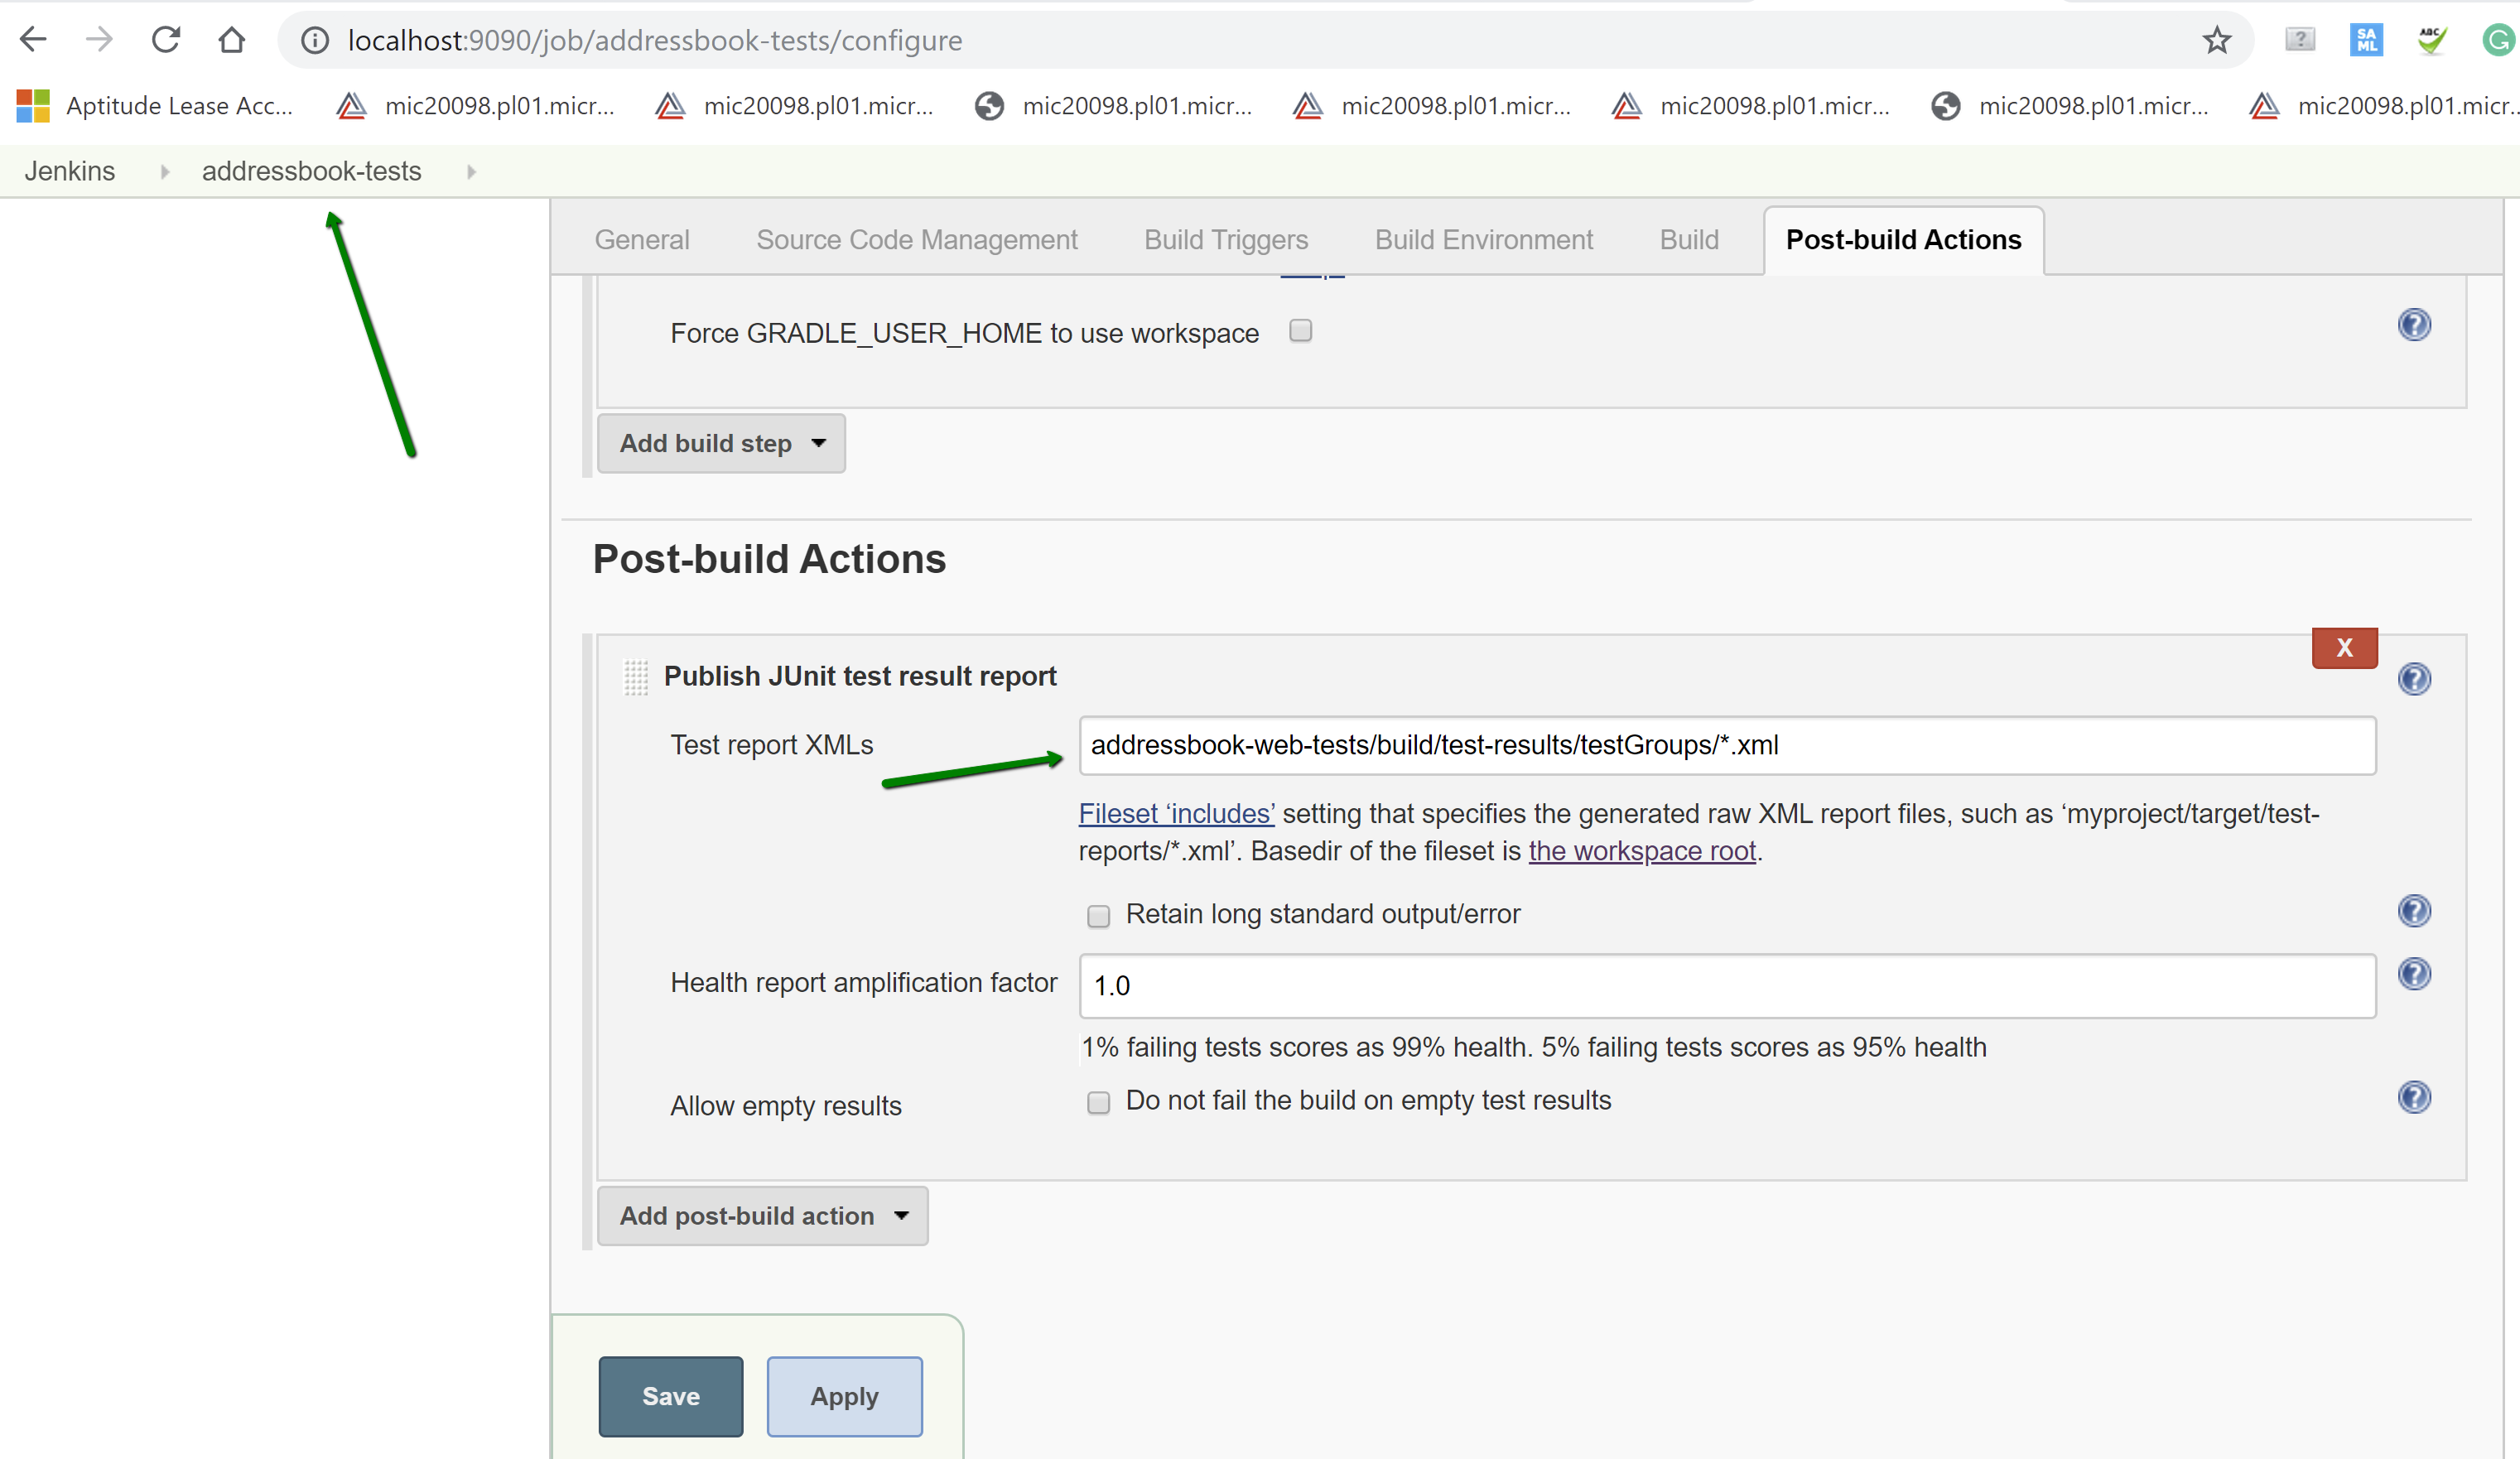 localhost:9090/job/addressbook-tests/configure
?
SA
ML
ABC
G
Aptitude Lease Acc... mic20098.pl01.micr... mic20098.pl01.micr... mic20098.pl01.micr... mic20098.pl01.micr... mic20098.pl01.micr... mic20098.pl01.micr... mic20098.pl01.micr...
Jenkins addressbook-tests
General Source Code Management Build Triggers Build Environment Build Post-build Actions
Force GRADLE_USER_HOME to use workspace ?
Add build step
Post-build Actions
X
Publish JUnit test result report ?
Test report XMLs addressbook-web-tests/build/test-results/testGroups/*.xml
Fileset ‘includes’ setting that specifies the generated raw XML report files, such as ‘myproject/target/test-
reports/*.xml’. Basedir of the fileset is the workspace root.
Retain long standard output/error ?
Health report amplification factor 1.0 ?
1% failing tests scores as 99% health. 5% failing tests scores as 95% health
Allow empty results Do not fail the build on empty test results ?
Add post-build action
Save Apply